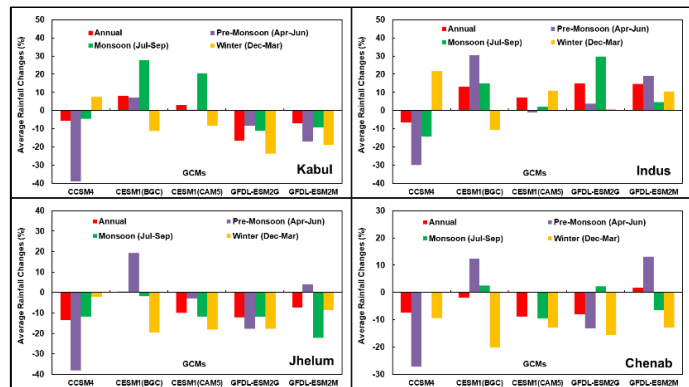 Average Rainfall Changes (%)
Annual
Pre-Monsoon (Apr-Jun)
Monsoon (Jul-Sep)
Winter (Dec-Mar)
40
30
20
10
0
-10
-20
-30
-40
GCMs
Kabul
CCSM4
CESM1(BGC)
CESM1(CAM5)
GFDL-ESM2G
GFDL-ESM2M
Average Rainfall Changes (%)
Annual
Pre-Monsoon (Apr-Jun)
Monsoon (Jul-Sep)
Winter (Dec-Mar)
50
40
30
20
10
0
-10
-20
-30
-40
GCMs
Indus
CCSM4
CESM1(BGC)
CESM1(CAM5)
GFDL-ESM2G
GFDL-ESM2M
Average Rainfall Changes (%)
Annual
Pre-Monsoon (Apr-Jun)
Monsoon (Jul-Sep)
Winter (Dec-Mar)
40
30
20
10
0
-10
-20
-30
-40
GCMs
Jhelum
CCSM4
CESM1(BGC)
CESM1(CAM5)
GFDL-ESM2G
GFDL-ESM2M
Average Rainfall Changes (%)
Annual
Pre-Monsoon (Apr-Jun)
Monsoon (Jul-Sep)
Winter (Dec-Mar)
30
20
10
0
-10
-20
-30
GCMs
Chenab
CCSM4
CESM1(BGC)
CESM1(CAM5)
GFDL-ESM2G
GFDL-ESM2M